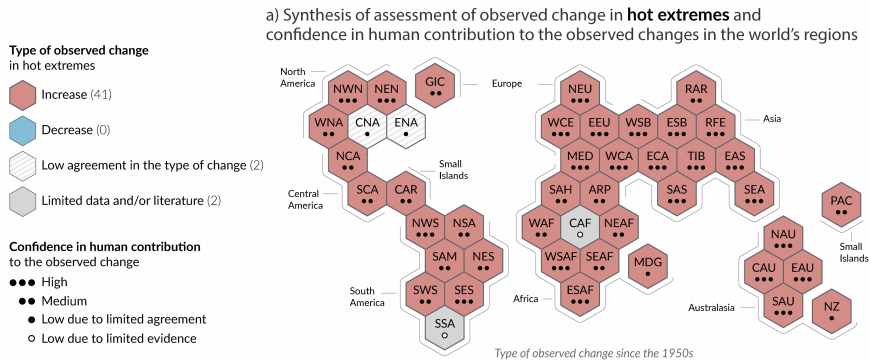 a) Synthesis of assessment of observed change in hot extremes and
confidence in human contribution to the observed changes in the world's regions
Type of observed change
in hot extremes
Increase (41)
Decrease (0)
Low agreement in the type of change (2)
Limited data and/or literature (2)
Confidence in human contribution
to the observed change
High
Medium
Low due to limited agreement
Low due to limited evidence
North
America
NWN
NEN
GIC
Europe
NEU
RAR
WNA
CNA
ENA
WCE
EEU
WSB
ESB
RFE
Asia
NCA
MED
WCA
ECA
TIB
EAS
Small
Islands
Central
America
SCA
CAR
SAH
ARP
SAS
SEA
PAC
Small
Islands
NWS
NSA
WAF
CAF
NEAF
NAU
SAM
NES
WSAF
SEAF
MDG
CAU
EAU
South
America
SWS
SES
Africa
ESAF
Australasia
SAU
NZ
SSA
Type of observed change since the 1950s